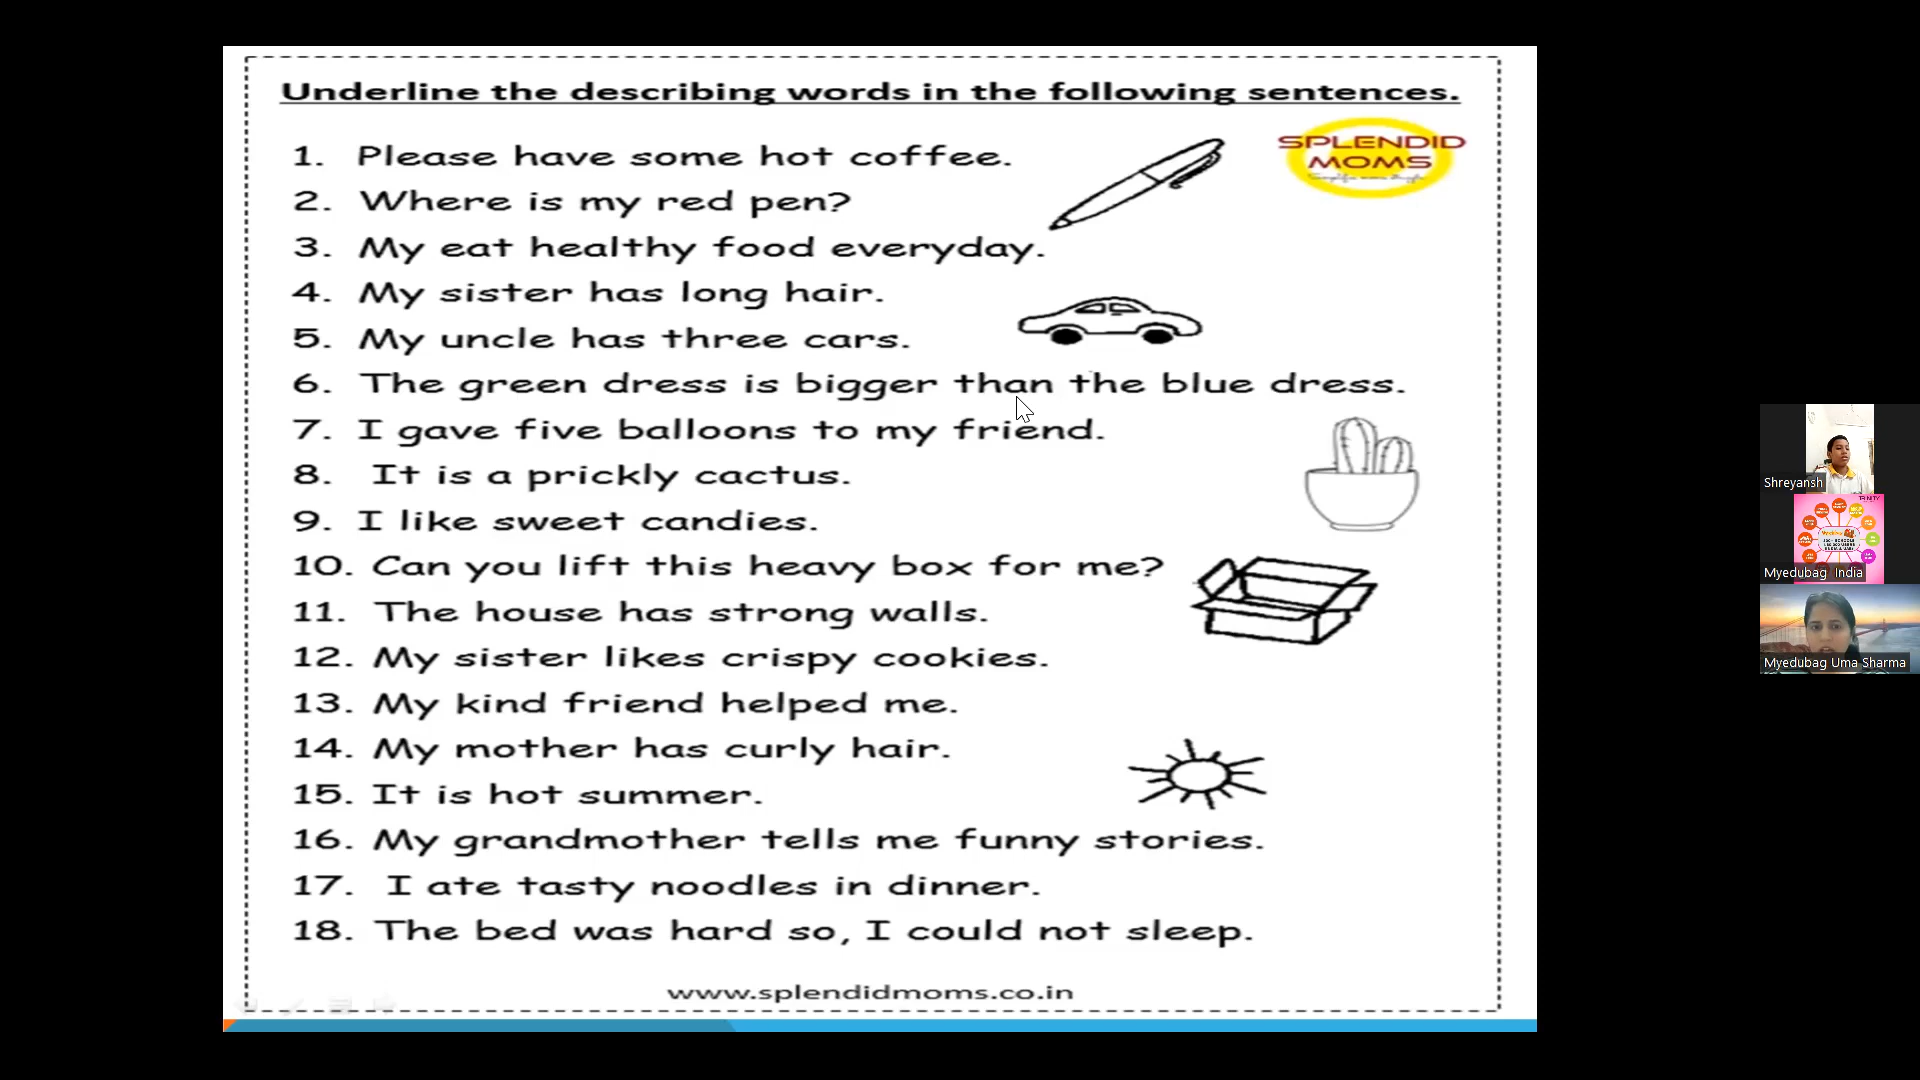 Underline the describing words in the following sentences.
SPLENDID
MOMS
1. Please have some hot coffee.
2. Where is my red pen?
3. My eat healthy food everyday.
4. My sister has long hair.
5. My uncle has three cars.
6. The green dress is bigger than the blue dress.
7. I gave five balloons to my friend.
8. It is a prickly cactus.
9. I like sweet candies.
10. Can you lift this heavy box for me?
11. The house has strong walls.
12. My sister likes crispy cookies.
13. My kind friend helped me.
14. My mother has curly hair.
15. It is hot summer.
16. My grandmother tells me funny stories.
17. I ate tasty noodles in dinner.
18. The bed was hard so, I could not sleep.
www.splendidmoms.co.in
Shreyansh
TRINITY
Myedubag India
Myedubag Uma Sharma